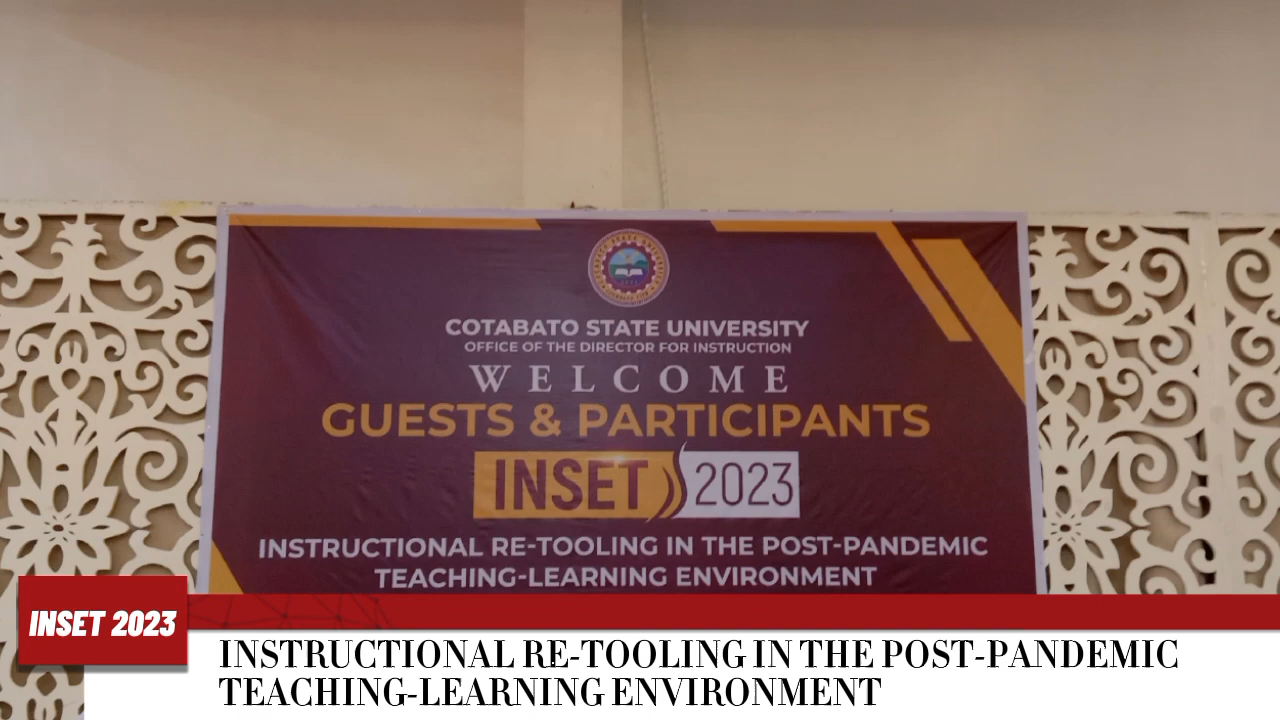 COTABATO STATE UNIVERSITY
OFFICE OF THE DIRECTOR FOR INSTRUCTION
WELCOME
GUESTS & PARTICIPANTS
INSET 2023
INSTRUCTIONAL RE-TOOLING IN THE POST-PANDEMIC
TEACHING-LEARNING ENVIRONMENT
INSET 2023
INSTRUCTIONAL RE-TOOLING IN THE POST-PANDEMIC
TEACHING-LEARNING ENVIRONMENT